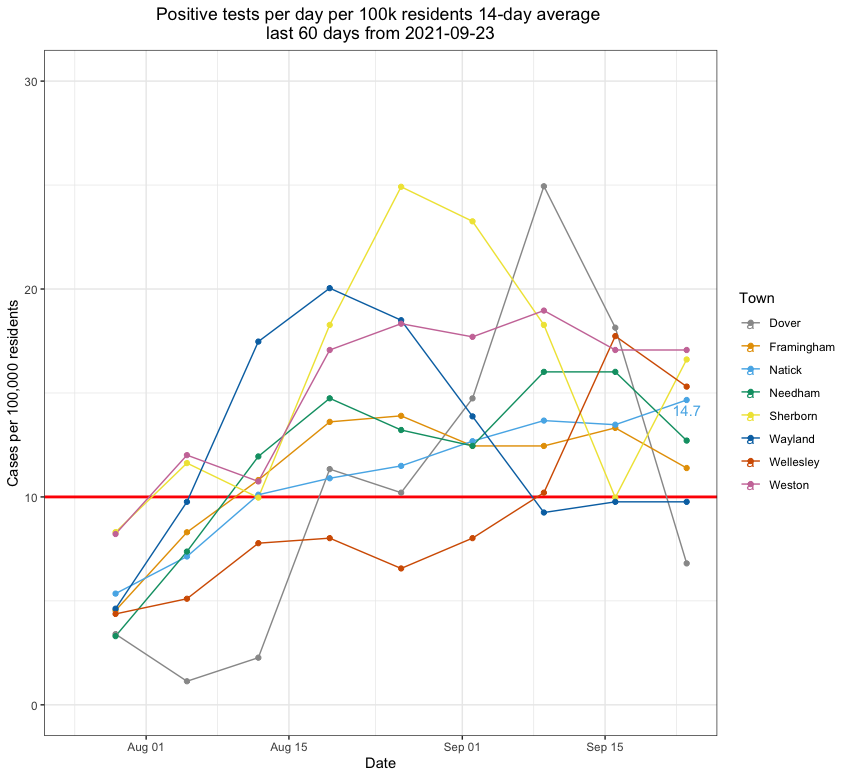 Positive tests per day per 100k residents 14-day average
last 60 days from 2021-09-23
Cases per 100,000 residents
30
20
10
0
14.7
Aug 01
Aug 15
Sep 01
Sep 15
Date
Town
a Dover
a Framingham
a Natick
a Needham
a Sherborn
a Wayland
a Wellesley
a Weston